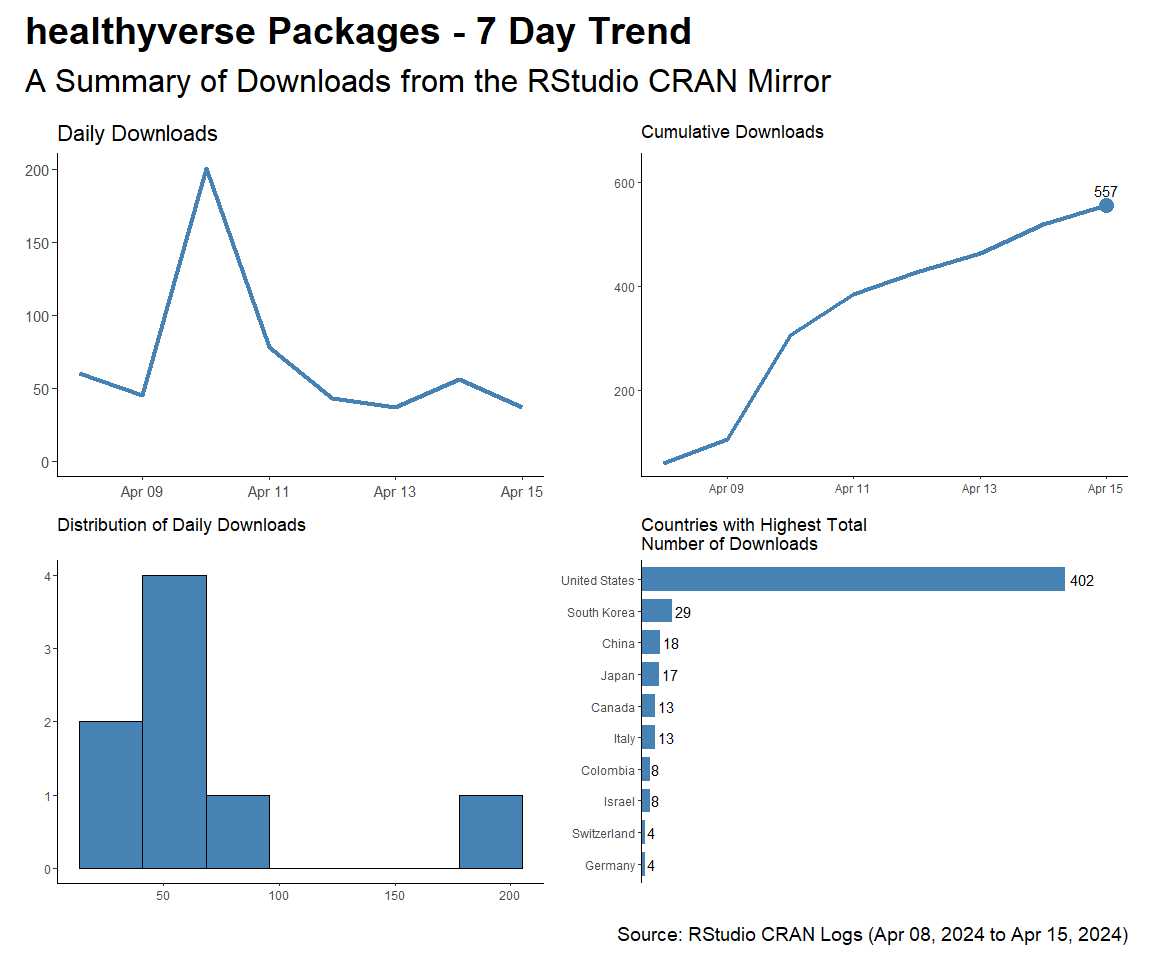 healthyverse Packages - 7 Day Trend
A Summary of Downloads from the RStudio CRAN Mirror
Daily Downloads
200
150
100
50
0
Apr 09
Apr 11
Apr 13
Apr 15
Cumulative Downloads
600
400
200
557
Apr 09
Apr 11
Apr 13
Apr 15
Distribution of Daily Downloads
4
3
2
1
0
50
100
150
200
Countries with Highest Total
Number of Downloads
United States 402
South Korea 29
China 18
Japan 17
Canada 13
Italy 13
Colombia 8
Israel 8
Switzerland 4
Germany 4
Source: RStudio CRAN Logs (Apr 08, 2024 to Apr 15, 2024)